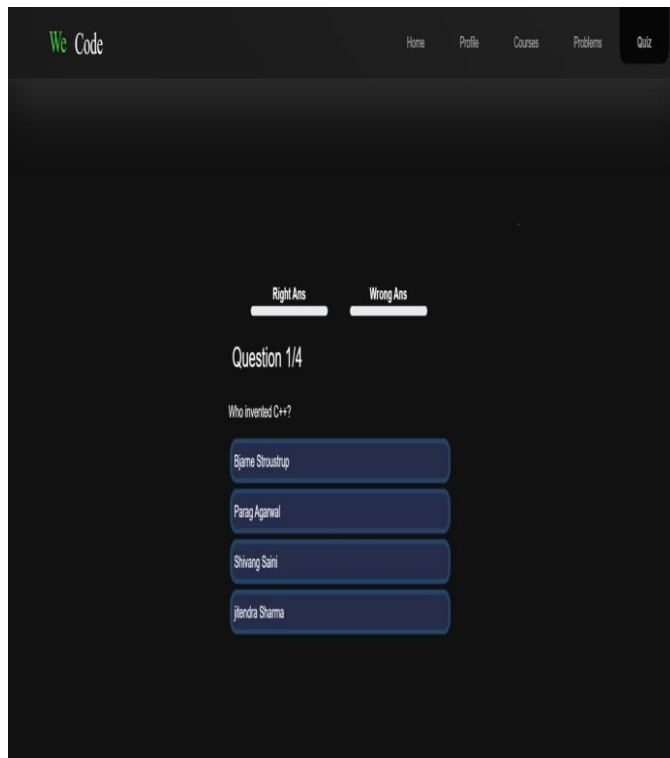 We Code Home Profile Courses Problems Quiz
Right Ans Wrong Ans
Question 1/4
Who invented C++?
Bjarne Stroustrup
Parag Agarwal
Shivang Saini
jitendra Sharma